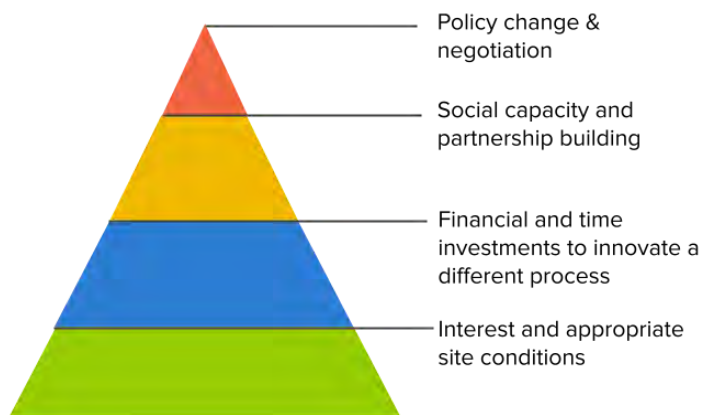 Policy change &
negotiation
Social capacity and
partnership building
Financial and time
investments to innovate a
different process
Interest and appropriate
site conditions